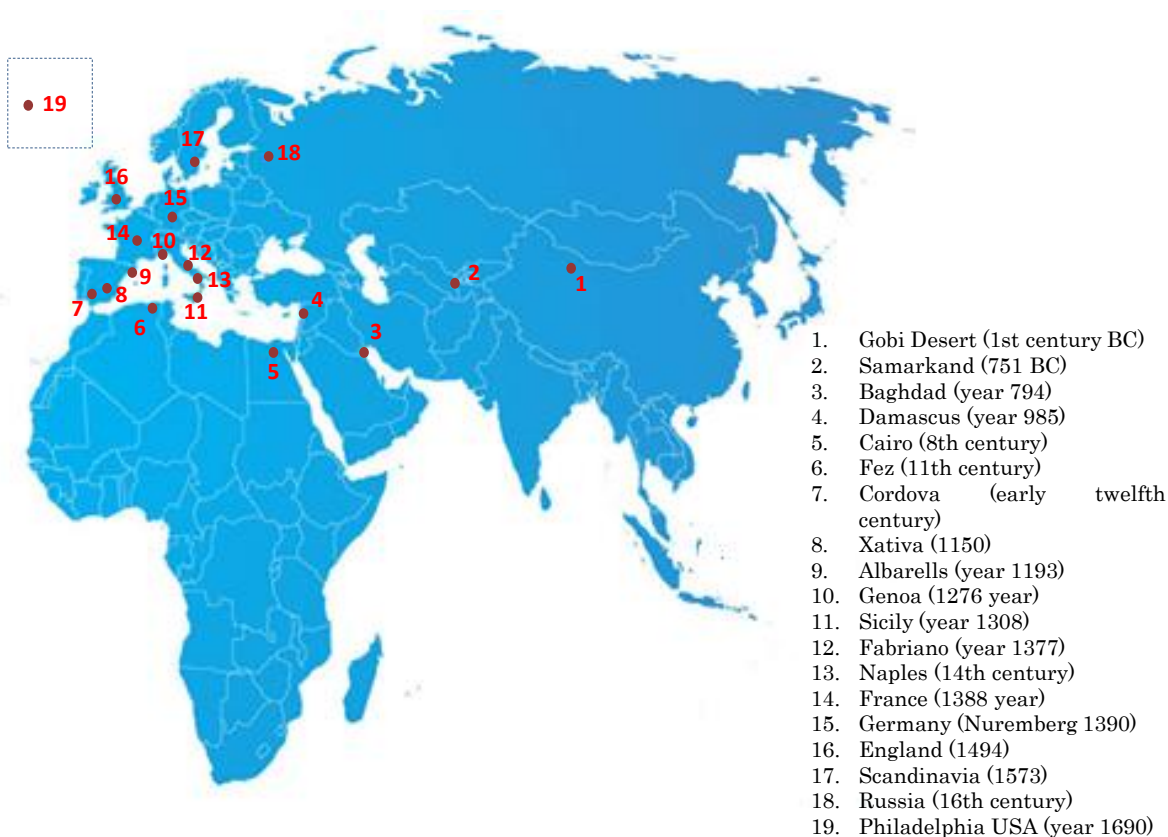 19
17
18
16
15
14
10
12
9
13
8
7
11
6
4
2
1
3
5
1. Gobi Desert (1st century BC)
2. Samarkand (751 BC)
3. Baghdad (year 794)
4. Damascus (year 985)
5. Cairo (8th century)
6. Fez (11th century)
7. Cordova (early twelfth
century)
8. Xativa (1150)
9. Albarells (year 1193)
10. Genoa (1276 year)
11. Sicily (year 1308)
12. Fabriano (year 1377)
13. Naples (14th century)
14. France (1388 year)
15. Germany (Nuremberg 1390)
16. England (1494)
17. Scandinavia (1573)
18. Russia (16th century)
19. Philadelphia USA (year 1690)